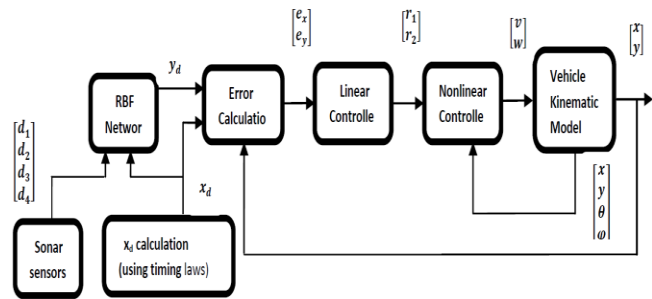 [e_x
e_y]
[r_1
r_2]
[v
w]
[x
y]
y_d
RBF
Networ
Error
Calculatio
Linear
Controlle
Nonlinear
Controlle
Vehicle
Kinematic
Model
[d_1
d_2
d_3
d_4]
x_d
[x
y
θ
φ]
Sonar
sensors
x_d calculation
(using timing laws)